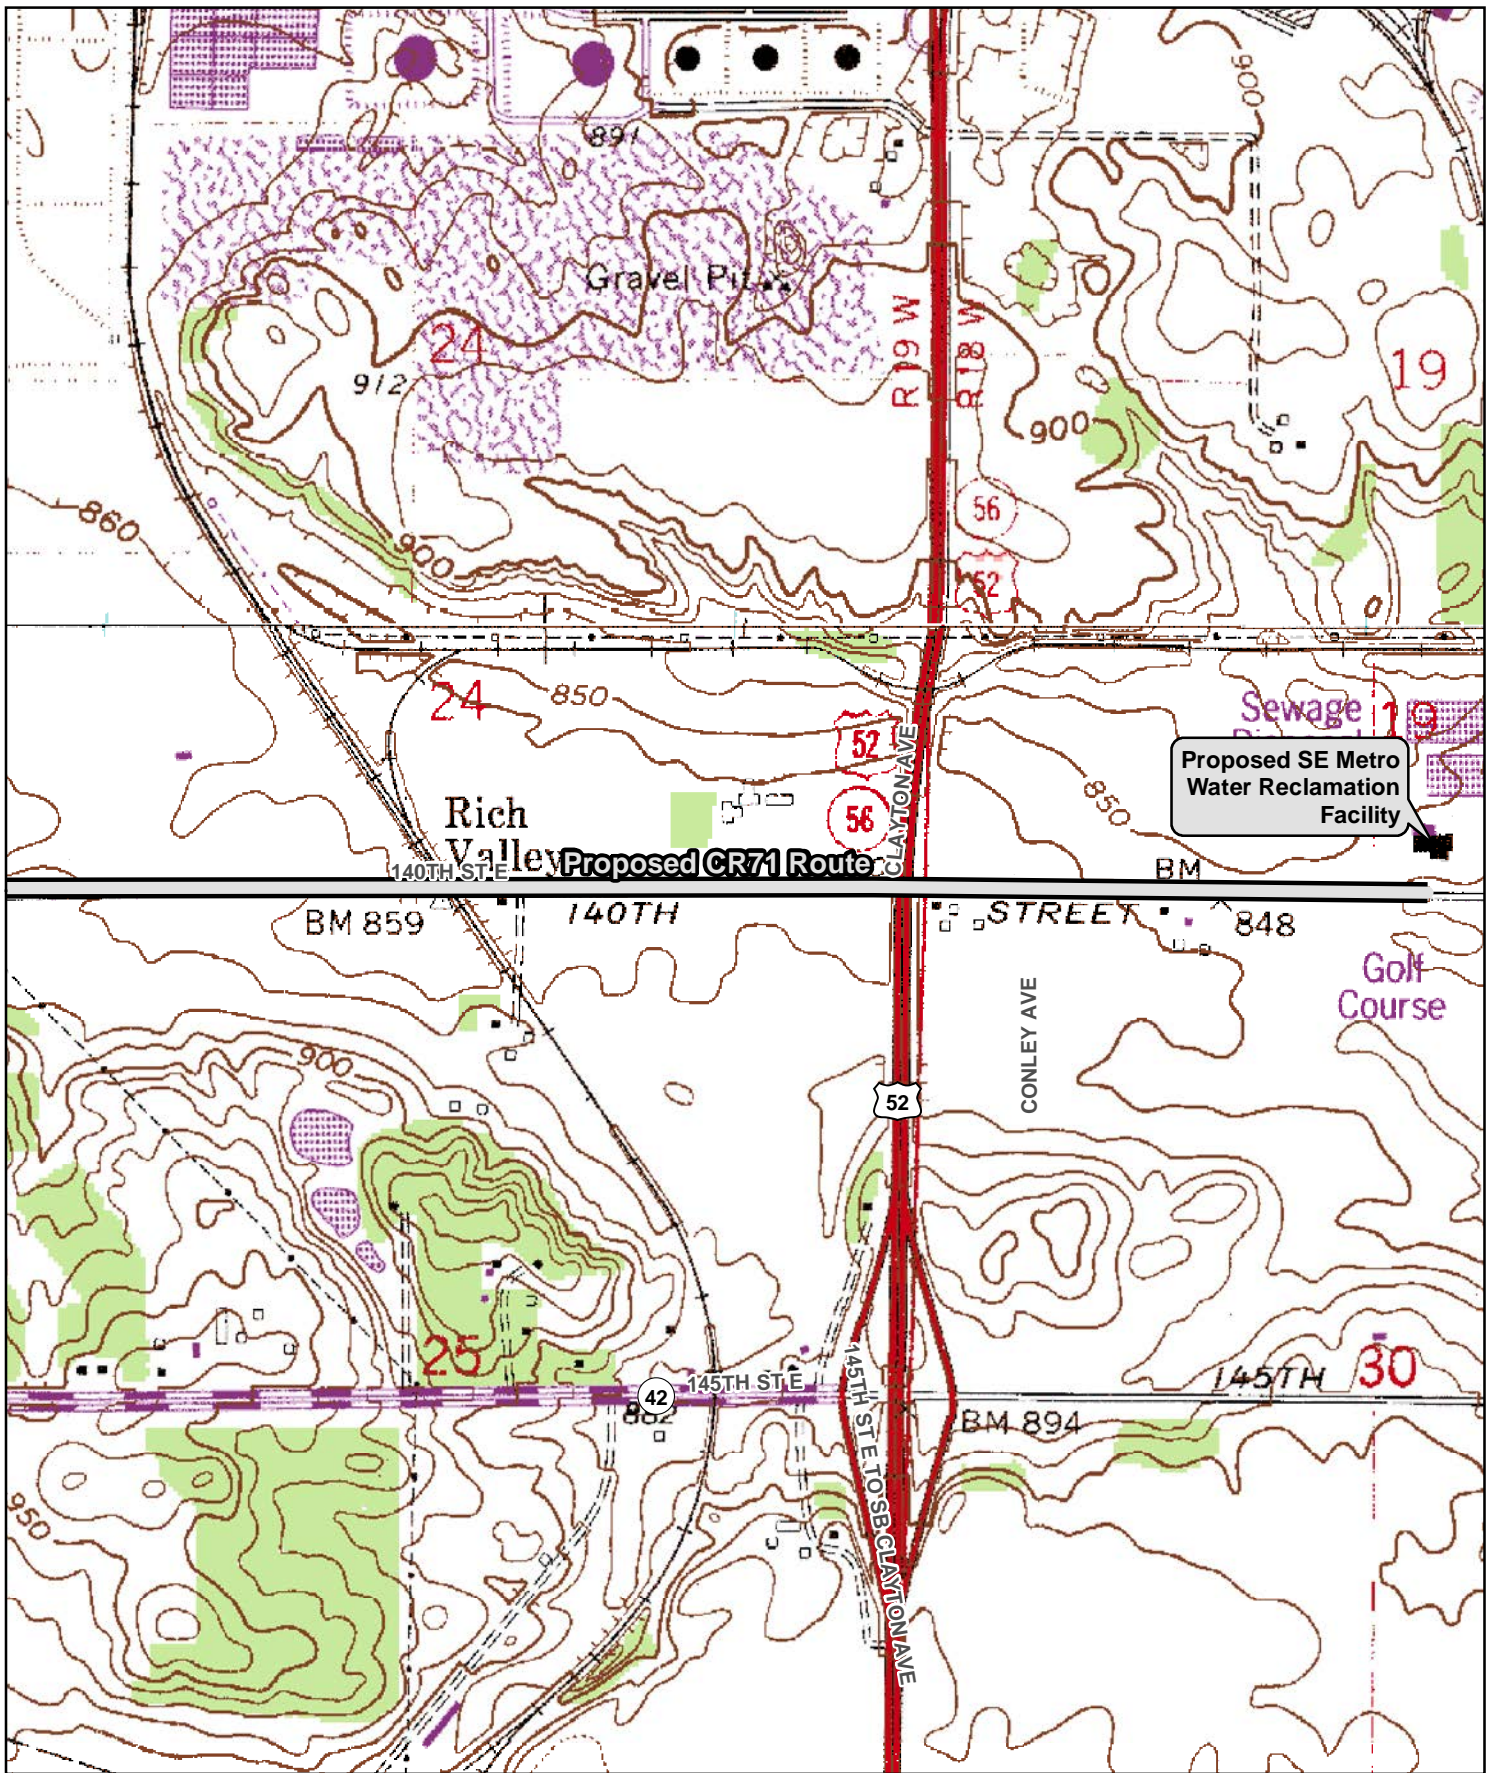 900
891
Gravel Pit
24
912
R 19 W
R 18 W
19
900
860
900
56
52
24
850
Sewage
19
52
CLAYTON AVE
56
850
Proposed SE Metro
Water Reclamation
Facility
Rich
Valley
140TH ST E
Proposed CR71 Route
BM
BM 859
140TH
STREET
848
Golf
Course
CONLEY AVE
900
52
25
145TH ST E
42
882
145TH
30
BM 894
145TH ST E TO SB CLAYTON AVE
950